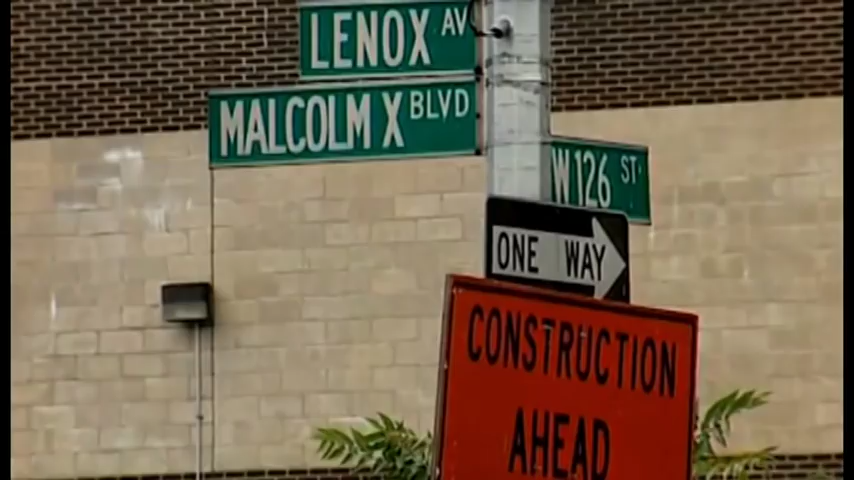 LENOX AV
MALCOLM X BLVD
W 126 ST
ONE WAY
CONSTRUCTION
AHEAD